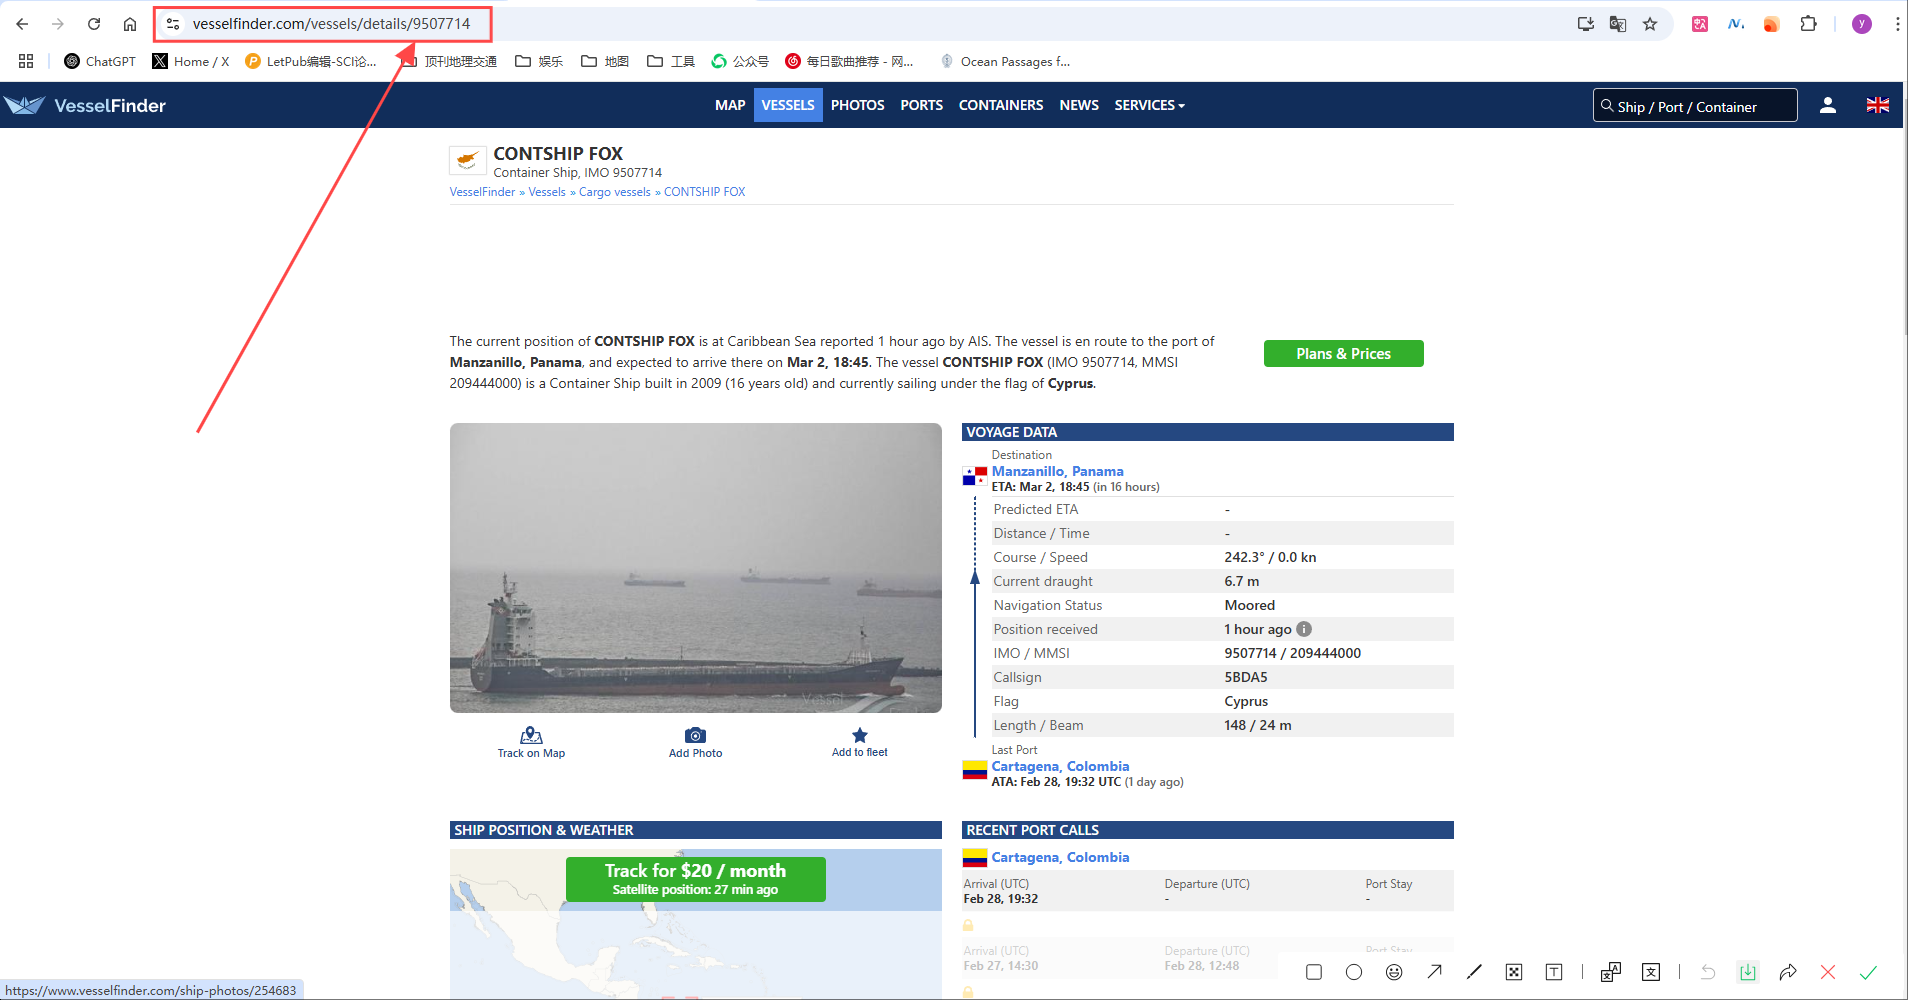 vesselfinder.com/vessels/details/9507714
ChatGPT
Home / X
LetPub编辑-SCI论...
顶刊地理交通
娱乐
地图
工具
公众号
每日歌曲推荐 - 网...
Ocean Passages f...
VesselFinder
MAP
VESSELS
PHOTOS
PORTS
CONTAINERS
NEWS
SERVICES
Ship / Port / Container
CONTSHIP FOX
Container Ship, IMO 9507714
VesselFinder » Vessels » Cargo vessels » CONTSHIP FOX
The current position of CONTSHIP FOX is at Caribbean Sea reported 1 hour ago by AIS. The vessel is en route to the port of
Manzanillo, Panama, and expected to arrive there on Mar 2, 18:45. The vessel CONTSHIP FOX (IMO 9507714, MMSI
209444000) is a Container Ship built in 2009 (16 years old) and currently sailing under the flag of Cyprus.
Plans & Prices
Vessel
Track on Map
Add Photo
Add to fleet
VOYAGE DATA
Destination
Manzanillo, Panama
ETA: Mar 2, 18:45 (in 16 hours)
Predicted ETA -
Distance / Time -
Course / Speed 242.3° / 0.0 kn
Current draught 6.7 m
Navigation Status Moored
Position received 1 hour ago
IMO / MMSI 9507714 / 209444000
Callsign 5BDA5
Flag Cyprus
Length / Beam 148 / 24 m
Last Port
Cartagena, Colombia
ATA: Feb 28, 19:32 UTC (1 day ago)
SHIP POSITION & WEATHER
Track for $20 / month
Satellite position: 27 min ago
RECENT PORT CALLS
Cartagena, Colombia
Arrival (UTC) Departure (UTC) Port Stay
Feb 28, 19:32 - -
Arrival (UTC) Departure (UTC) Port Stay
Feb 27, 14:30 Feb 28, 12:48
https://www.vesselfinder.com/ship-photos/254683